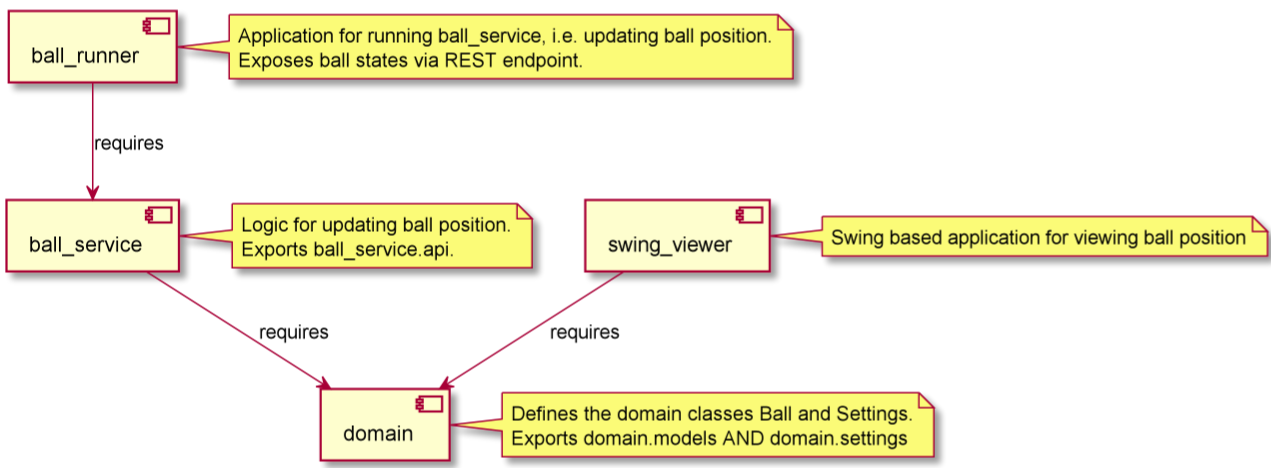 ball_runner
Application for running ball_service, i.e. updating ball position.
Exposes ball states via REST endpoint.
requires
ball_service
Logic for updating ball position.
Exports ball_service.api.
swing_viewer
Swing based application for viewing ball position
requires
requires
domain
Defines the domain classes Ball and Settings.
Exports domain.models AND domain.settings